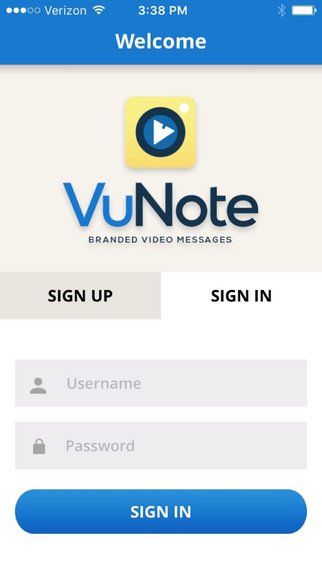 Verizon 3:38 PM
Welcome
VuNote
BRANDED VIDEO MESSAGES
SIGN UP SIGN IN
Username
Password
SIGN IN